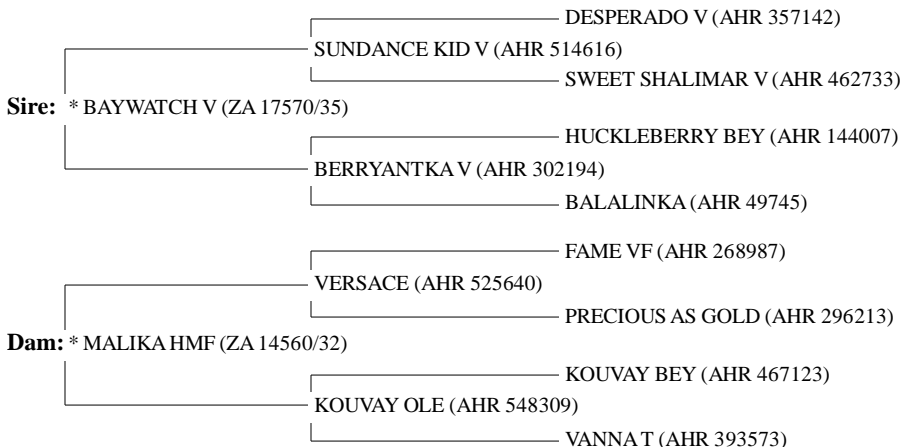 DESPERADO V (AHR 357142)
SUNDANCE KID V (AHR 514616)
SWEET SHALIMAR V (AHR 462733)
Sire: * BAYWATCH V (ZA 17570/35)
HUCKLEBERRY BEY (AHR 144007)
BERRYANTKA V (AHR 302194)
BALALINKA (AHR 49745)
FAME VF (AHR 268987)
VERSACE (AHR 525640)
PRECIOUS AS GOLD (AHR 296213)
Dam: * MALIKA HMF (ZA 14560/32)
KOUVAY BEY (AHR 467123)
KOUVAY OLE (AHR 548309)
VANNA T (AHR 393573)